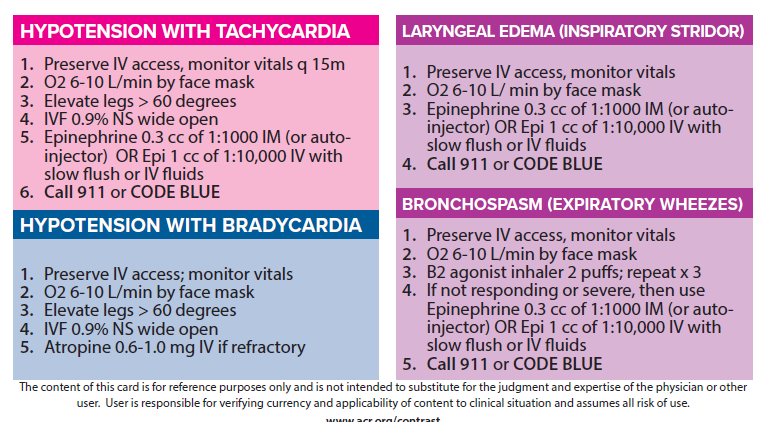 HYPOTENSION WITH TACHYCARDIA
1. Preserve IV access, monitor vitals q 15m
2. O2 6-10 L/min by face mask
3. Elevate legs > 60 degrees
4. IVF 0.9% NS wide open
5. Epinephrine 0.3 cc of 1:1000 IM (or auto-
injector) OR Epi 1 cc of 1:10,000 IV with
slow flush or IV fluids
6. Call 911 or CODE BLUE
HYPOTENSION WITH BRADYCARDIA
1. Preserve IV access; monitor vitals
2. O2 6-10 L/min by face mask
3. Elevate legs > 60 degrees
4. IVF 0.9% NS wide open
5. Atropine 0.6-1.0 mg IV if refractory
LARYNGEAL EDEMA (INSPIRATORY STRIDOR)
1. Preserve IV access, monitor vitals
2. O2 6-10 L/ min by face mask
3. Epinephrine 0.3 cc of 1:1000 IM (or auto-
injector) OR Epi 1 cc of 1:10,000 IV with
slow flush or IV fluids
4. Call 911 or CODE BLUE
BRONCHOSPASM (EXPIRATORY WHEEZES)
1. Preserve IV access, monitor vitals
2. O2 6-10 L/min by face mask
3. B2 agonist inhaler 2 puffs; repeat x 3
4. If not responding or severe, then use
Epinephrine 0.3 cc of 1:1000 IM (or auto-
injector) OR Epi 1 cc of 1:10,000 IV with
slow flush or IV fluids
5. Call 911 or CODE BLUE
The content of this card is for reference purposes only and is not intended to substitute for the judgment and expertise of the physician or other
user. User is responsible for verifying currency and applicability of content to clinical situation and assumes all risk of use.
www.acr.org/contrast